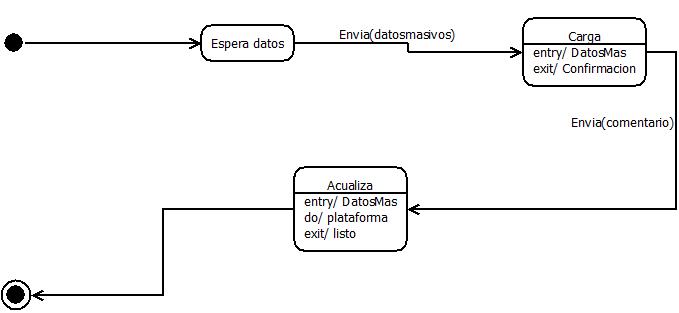 Espera datos
Envia(datosmasivos)
Carga
entry/ DatosMas
exit/ Confirmacion
Envia(comentario)
Acualiza
entry/ DatosMas
do/ plataforma
exit/ listo